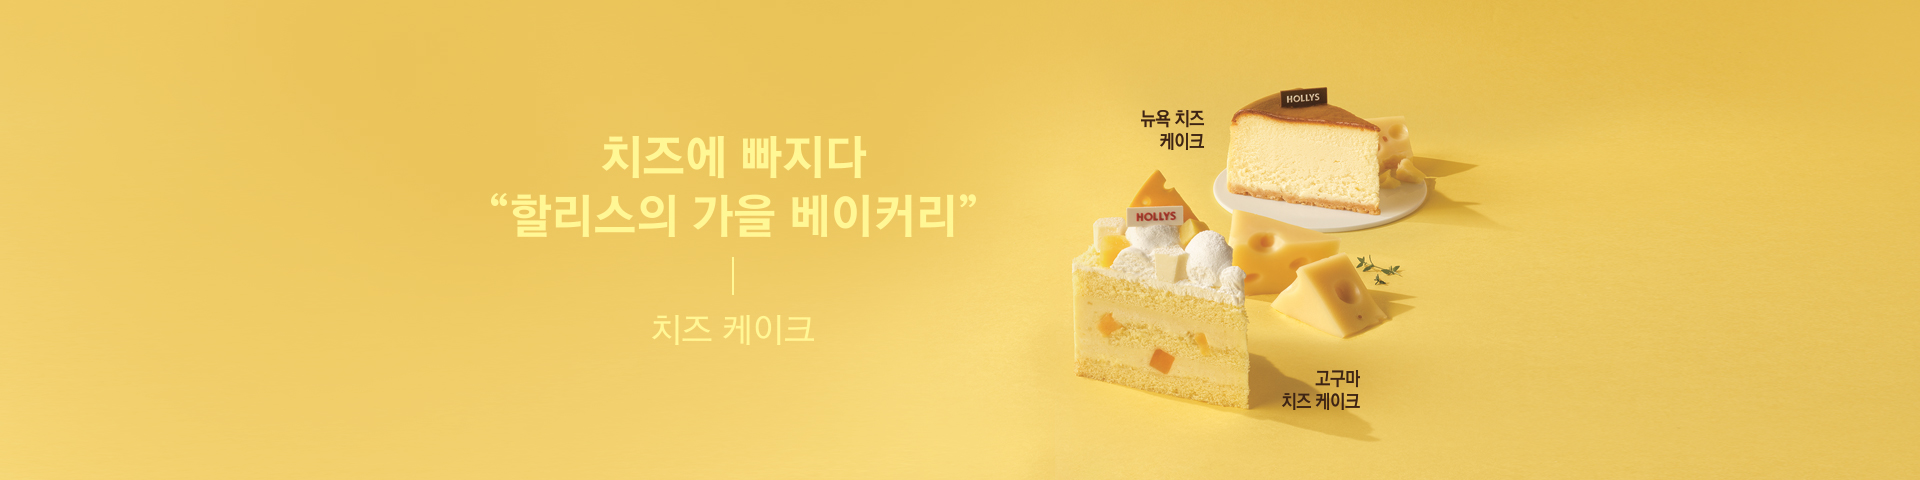 치즈에 빠지다
“할리스의 가을 베이커리”
치즈 케이크
뉴욕 치즈
케이크
HOLLYS
HOLLYS
고구마
치즈 케이크